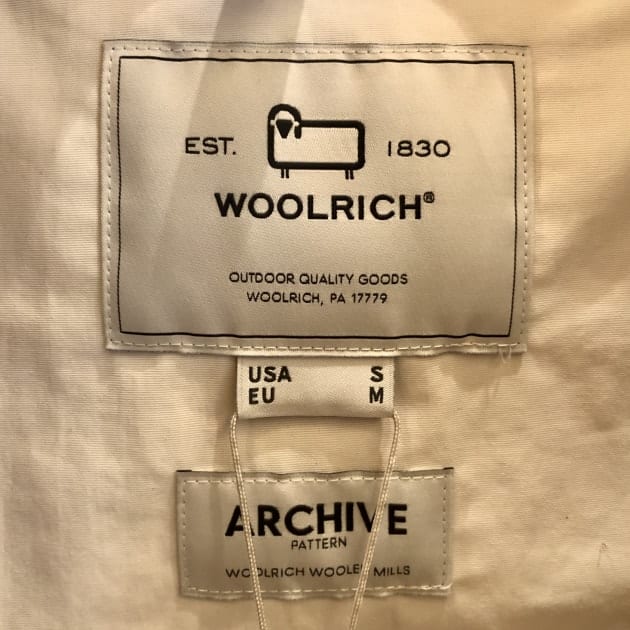 EST. 1830
WOOLRICH®
OUTDOOR QUALITY GOODS
WOOLRICH, PA 17779
USA S
EU M
ARCHIVE
PATTERN
WOOLRICH WOOLEN MILLS